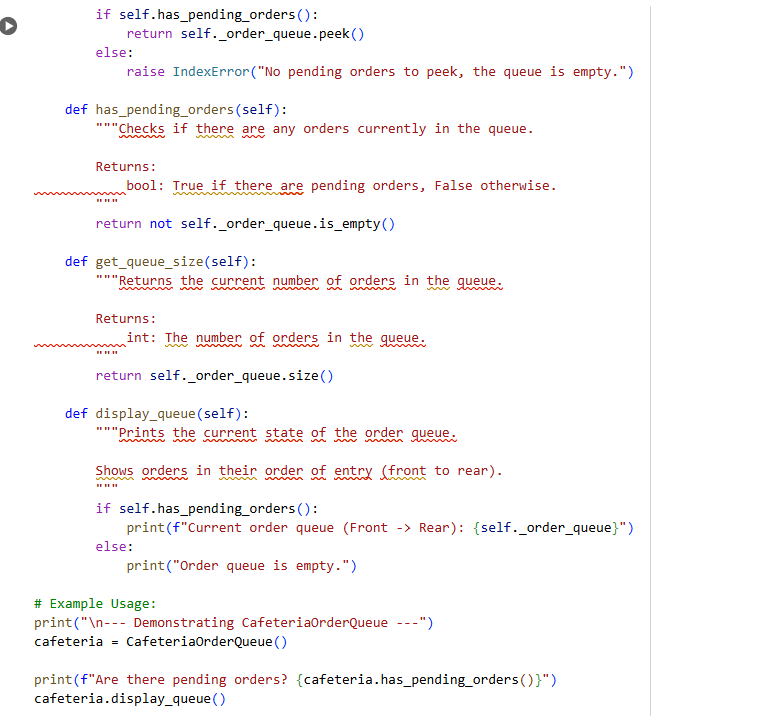 if self.has_pending_orders():
return self._order_queue.peek()
else:
raise IndexError("No pending orders to peek, the queue is empty.")
def has_pending_orders(self):
"""Checks if there are any orders currently in the queue.
Returns:
bool: True if there are pending orders, False otherwise.
"""
return not self._order_queue.is_empty()
def get_queue_size(self):
"""Returns the current number of orders in the queue.
Returns:
int: The number of orders in the queue.
"""
return self._order_queue.size()
def display_queue(self):
"""Prints the current state of the order queue.
Shows orders in their order of entry (front to rear).
"""
if self.has_pending_orders():
print(f"Current order queue (Front -> Rear): {self._order_queue}")
else:
print("Order queue is empty.")
# Example Usage:
print("\n--- Demonstrating CafeteriaOrderQueue ---")
cafeteria = CafeteriaOrderQueue()
print(f"Are there pending orders? {cafeteria.has_pending_orders()}")
cafeteria.display_queue()